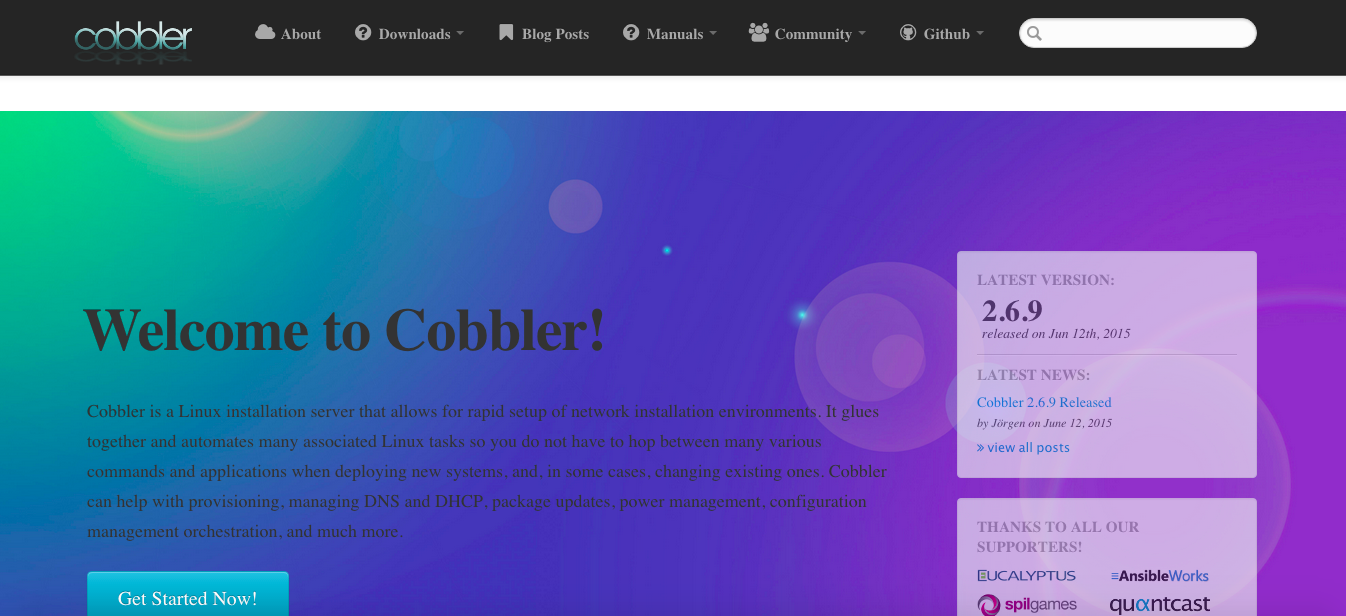 cobbler
About
Downloads
Blog Posts
Manuals
Community
Github
Welcome to Cobbler!
Cobbler is a Linux installation server that allows for rapid setup of network installation environments. It glues
together and automates many associated Linux tasks so you do not have to hop between many various
commands and applications when deploying new systems, and, in some cases, changing existing ones. Cobbler
can help with provisioning, managing DNS and DHCP, package updates, power management, configuration
management orchestration, and much more.
Get Started Now!
LATEST VERSION:
2.6.9
released on Jun 12th, 2015
LATEST NEWS:
Cobbler 2.6.9 Released
by Jörgen on June 12, 2015
» view all posts
THANKS TO ALL OUR
SUPPORTERS!
EUCALYPTUS
AnsibleWorks
spilgames
quantcast